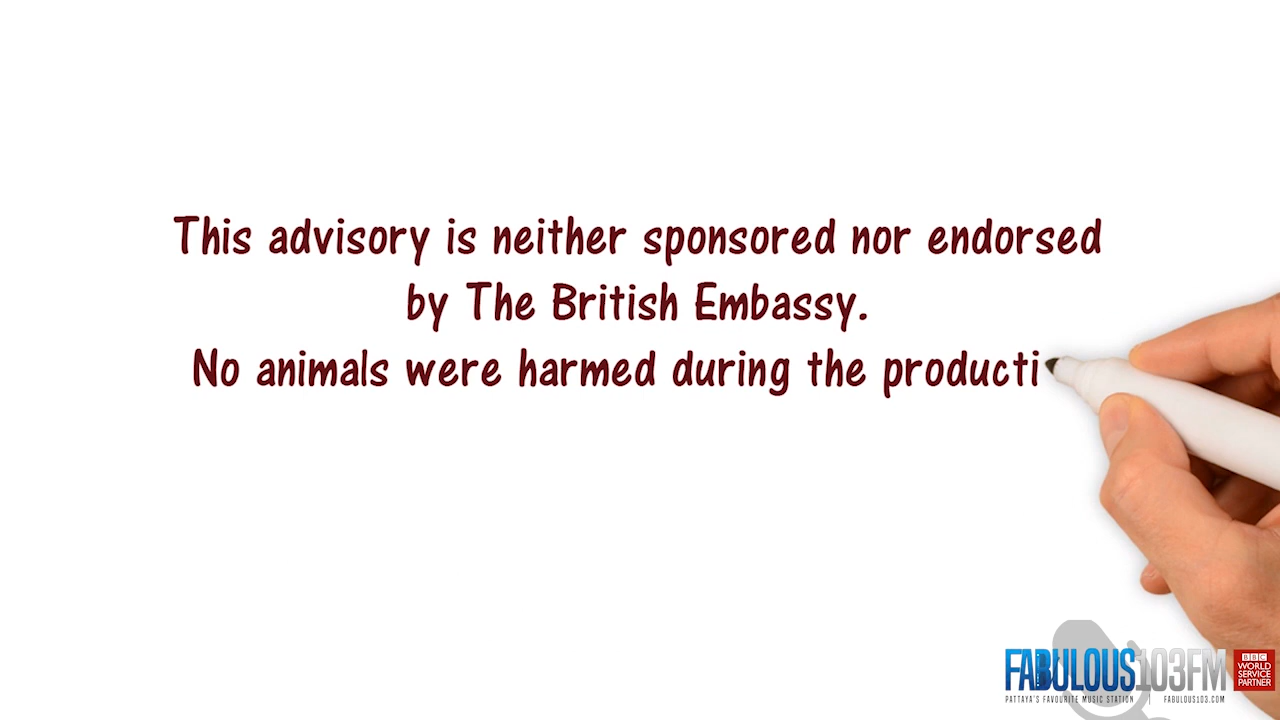 This advisory is neither sponsored nor endorsed
by The British Embassy.
No animals were harmed during the producti
FABULOUS103FM
PATTAYA'S FAVOURITE MUSIC STATION | FABULOUS103.COM
BBC
WORLD
SERVICE
PARTNER